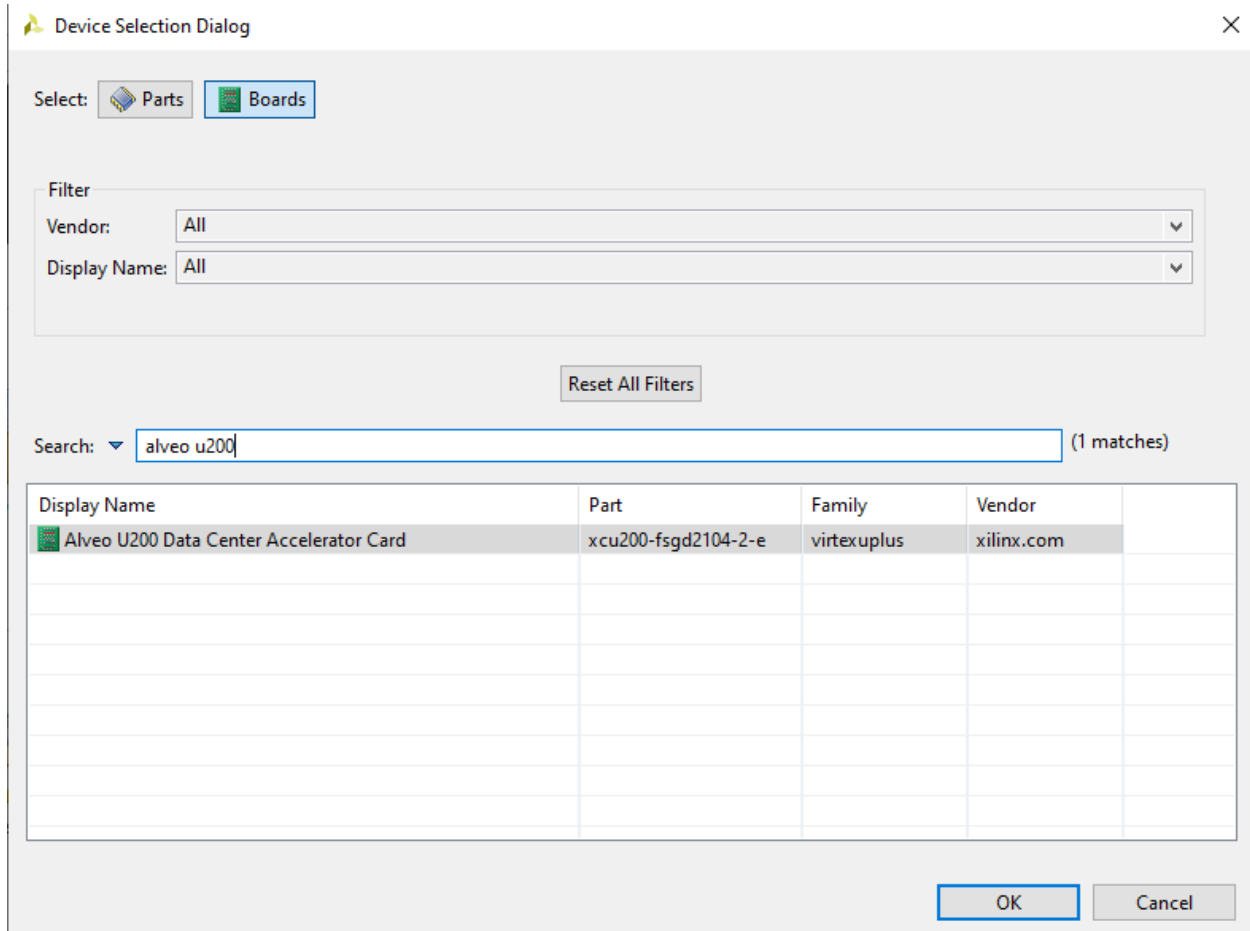 Device Selection Dialog
Select: Parts Boards
Filter
Vendor: All
Display Name: All
Reset All Filters
Search: alveo u200 (1 matches)
Display Name Part Family Vendor
Alveo U200 Data Center Accelerator Card xcu200-fsgd2104-2-e virtexuplus xilinx.com
OK Cancel